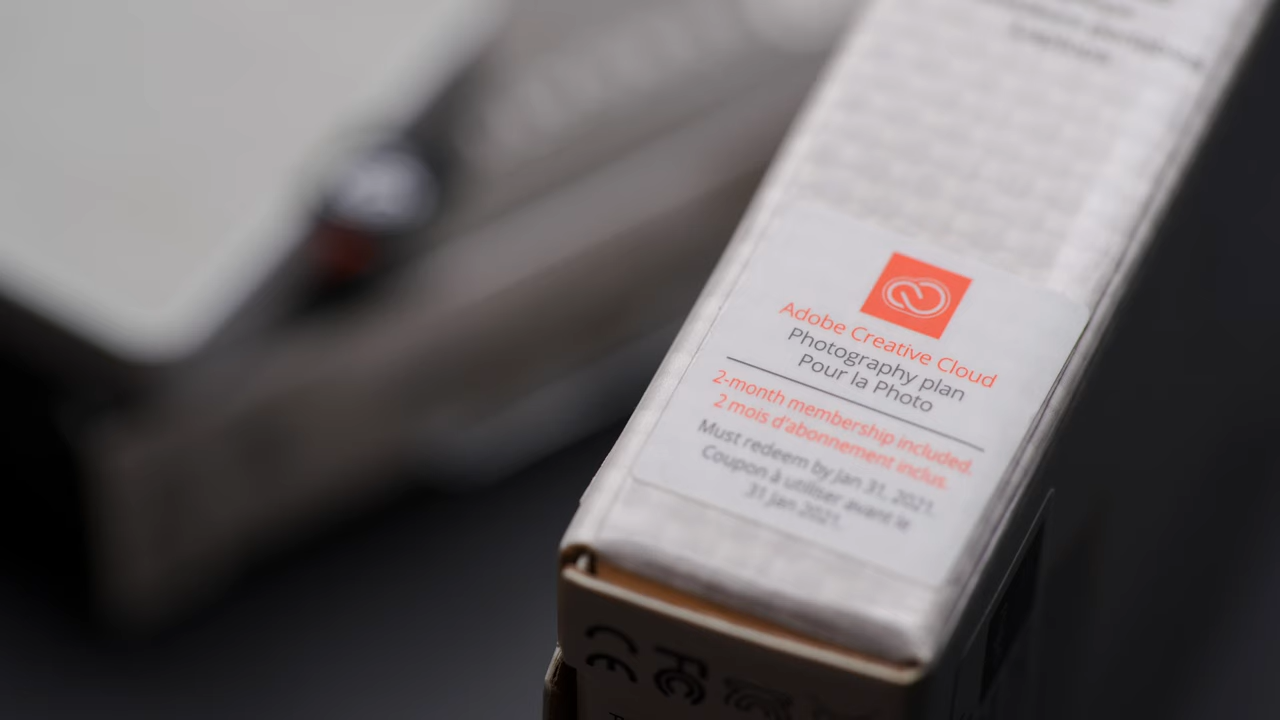 Adobe Creative Cloud
Photography plan
Pour la Photo
2-month membership included.
2 mois d'abonnement inclus.
Must redeem by Jan 31, 2021.
Coupon à utiliser avant le
31 Jan 2021.
CE